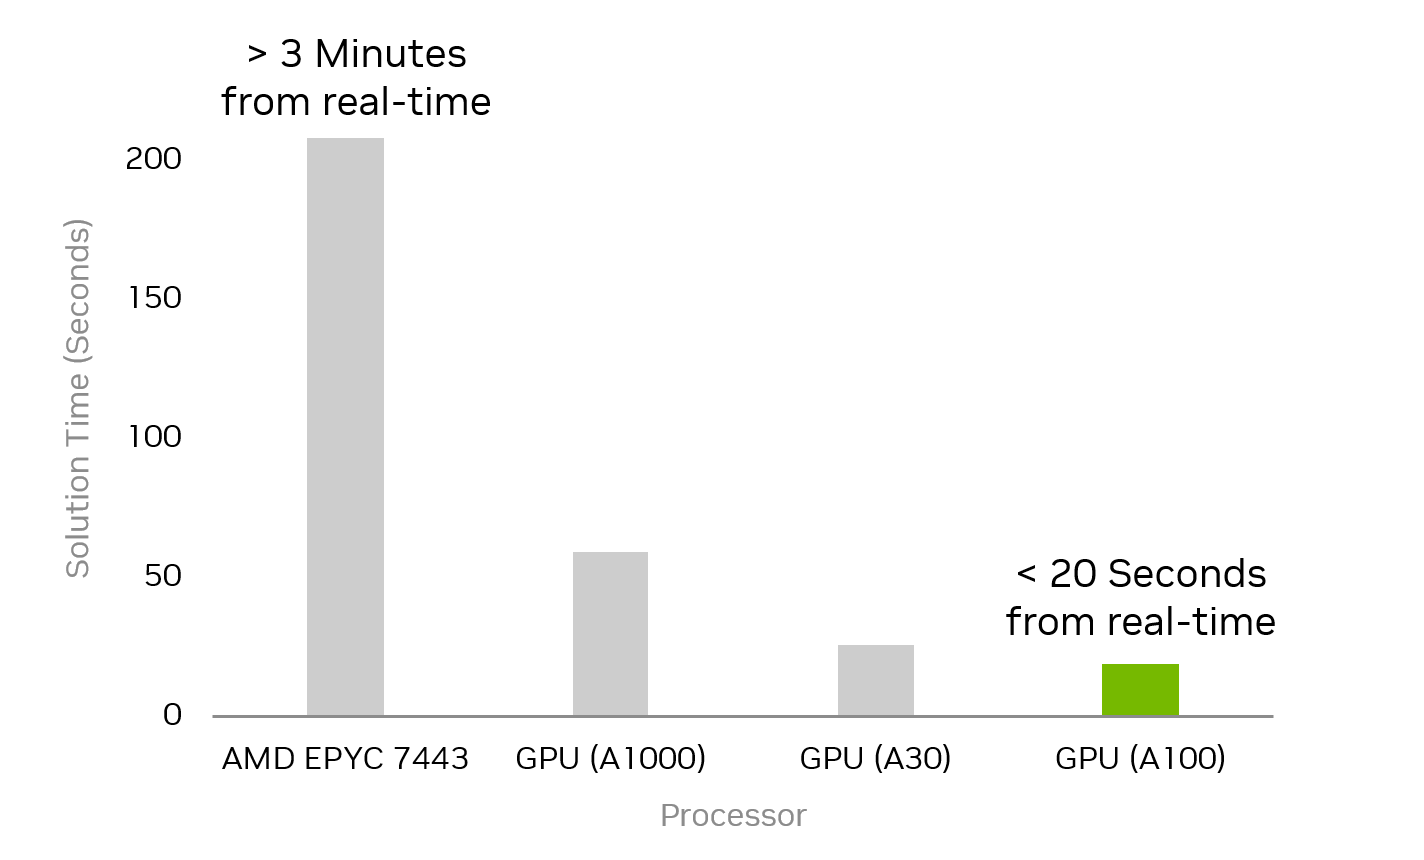 > 3 Minutes
from real-time
200
150
100
50
0
Solution Time (Seconds)
< 20 Seconds
from real-time
AMD EPYC 7443
GPU (A1000)
GPU (A30)
GPU (A100)
Processor